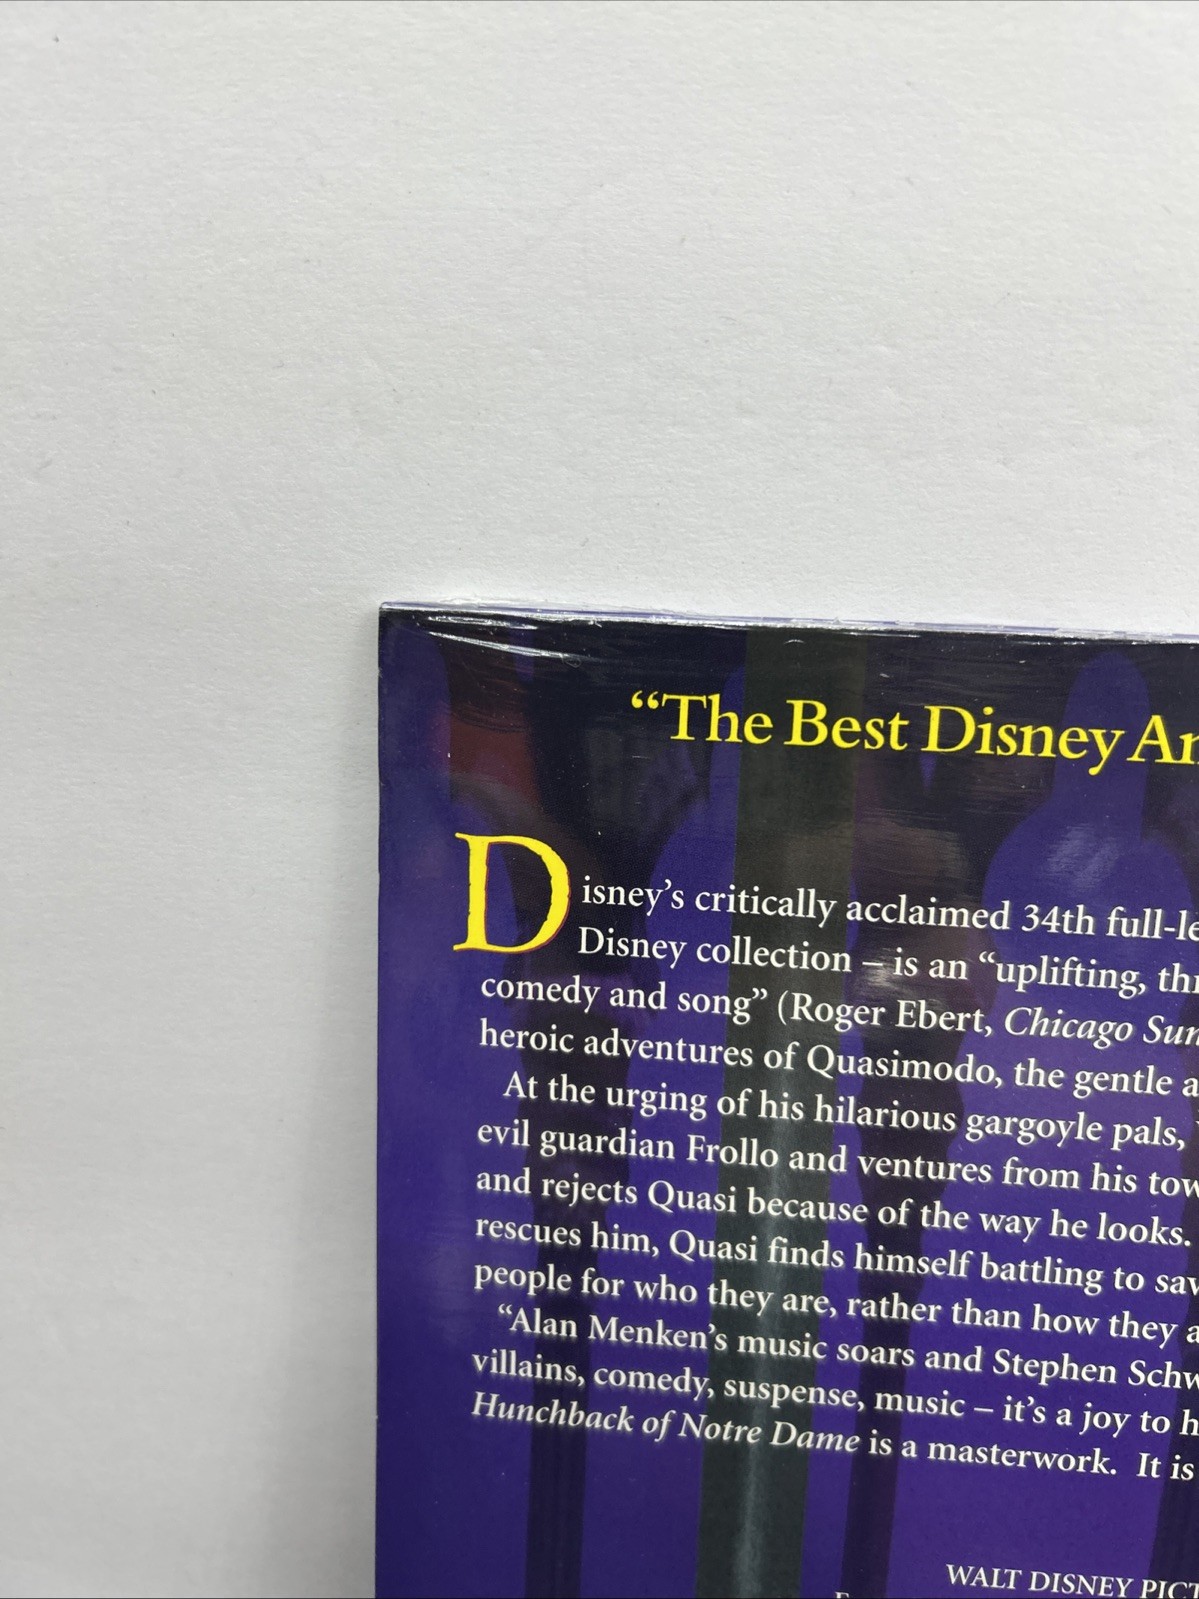 “The Best Disney An
Disney’s critically acclaimed 34th full-le
Disney collection – is an “uplifting, thr
comedy and song” (Roger Ebert, Chicago Sun
heroic adventures of Quasimodo, the gentle a
At the urging of his hilarious gargoyle pals,
evil guardian Frollo and ventures from his tow
and rejects Quasi because of the way he looks.
rescues him, Quasi finds himself battling to sav
people for who they are, rather than how they a
“Alan Menken’s music soars and Stephen Schw
villains, comedy, suspense, music – it’s a joy to h
Hunchback of Notre Dame is a masterwork. It is
WALT DISNEY PICT